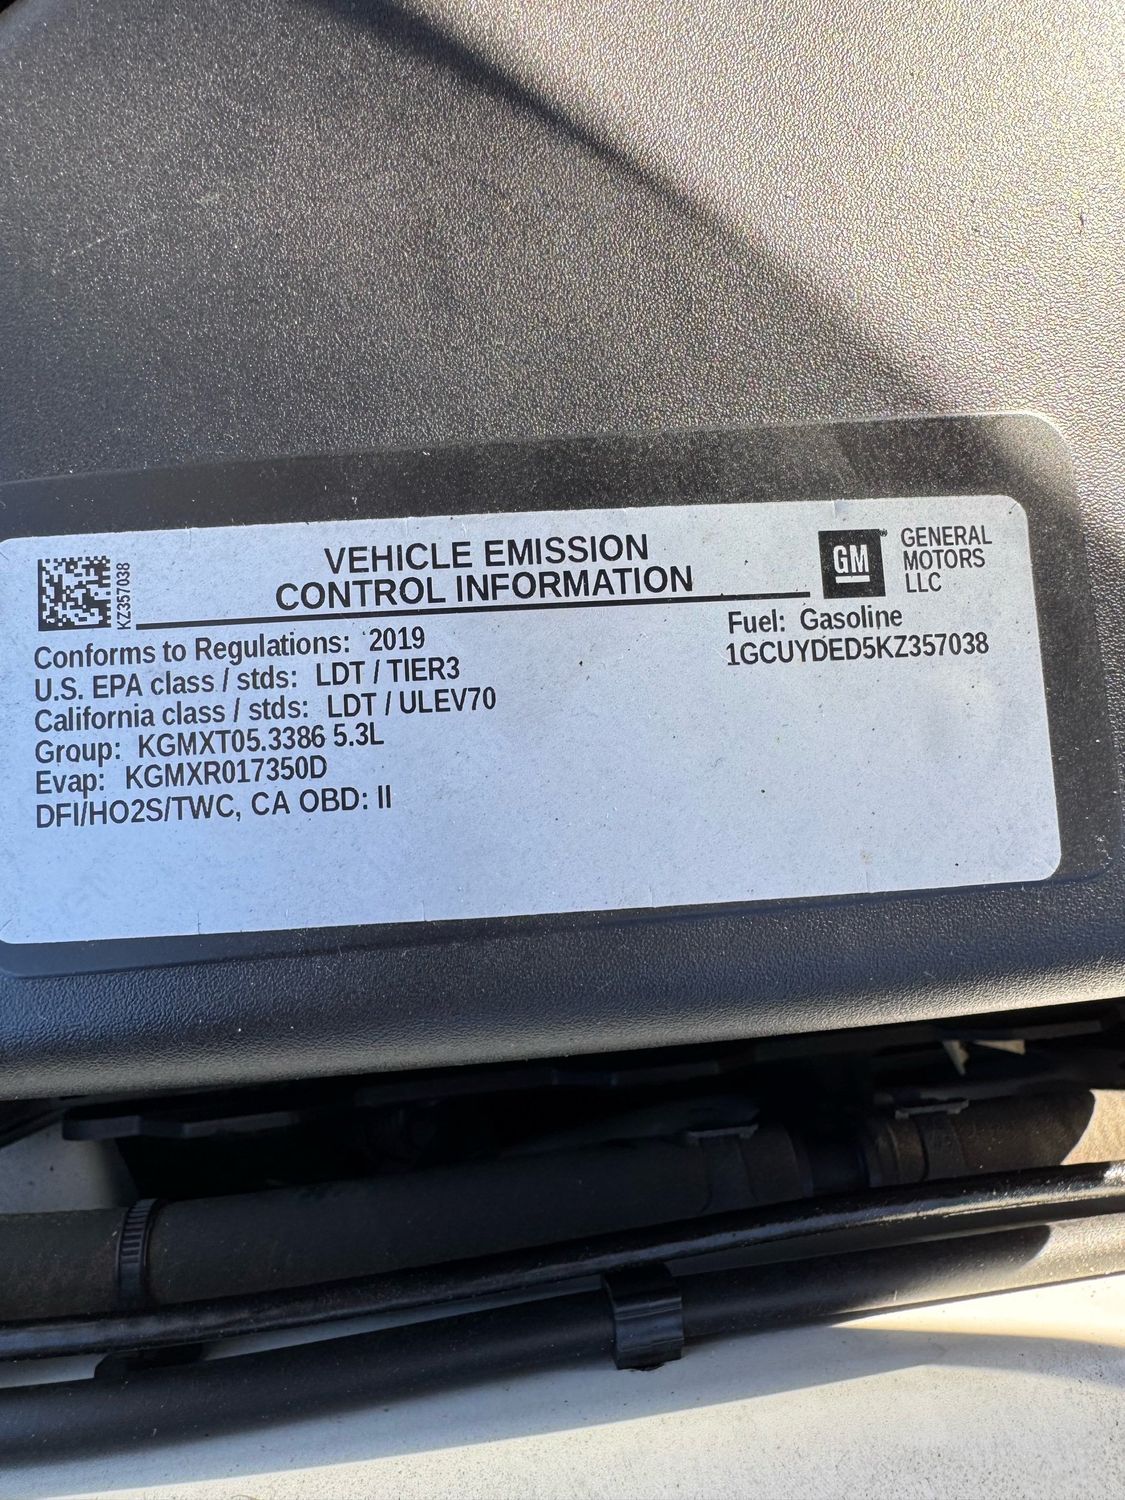 VEHICLE EMISSION
CONTROL INFORMATION
GM
GENERAL
MOTORS
LLC
KZ357038
Conforms to Regulations: 2019
U.S. EPA class / stds: LDT / TIER3
California class / stds: LDT / ULEV70
Group: KGMXT05.3386 5.3L
Evap: KGMXR017350D
DFI/HO2S/TWC, CA OBD: II
Fuel: Gasoline
1GCUYDED5KZ357038